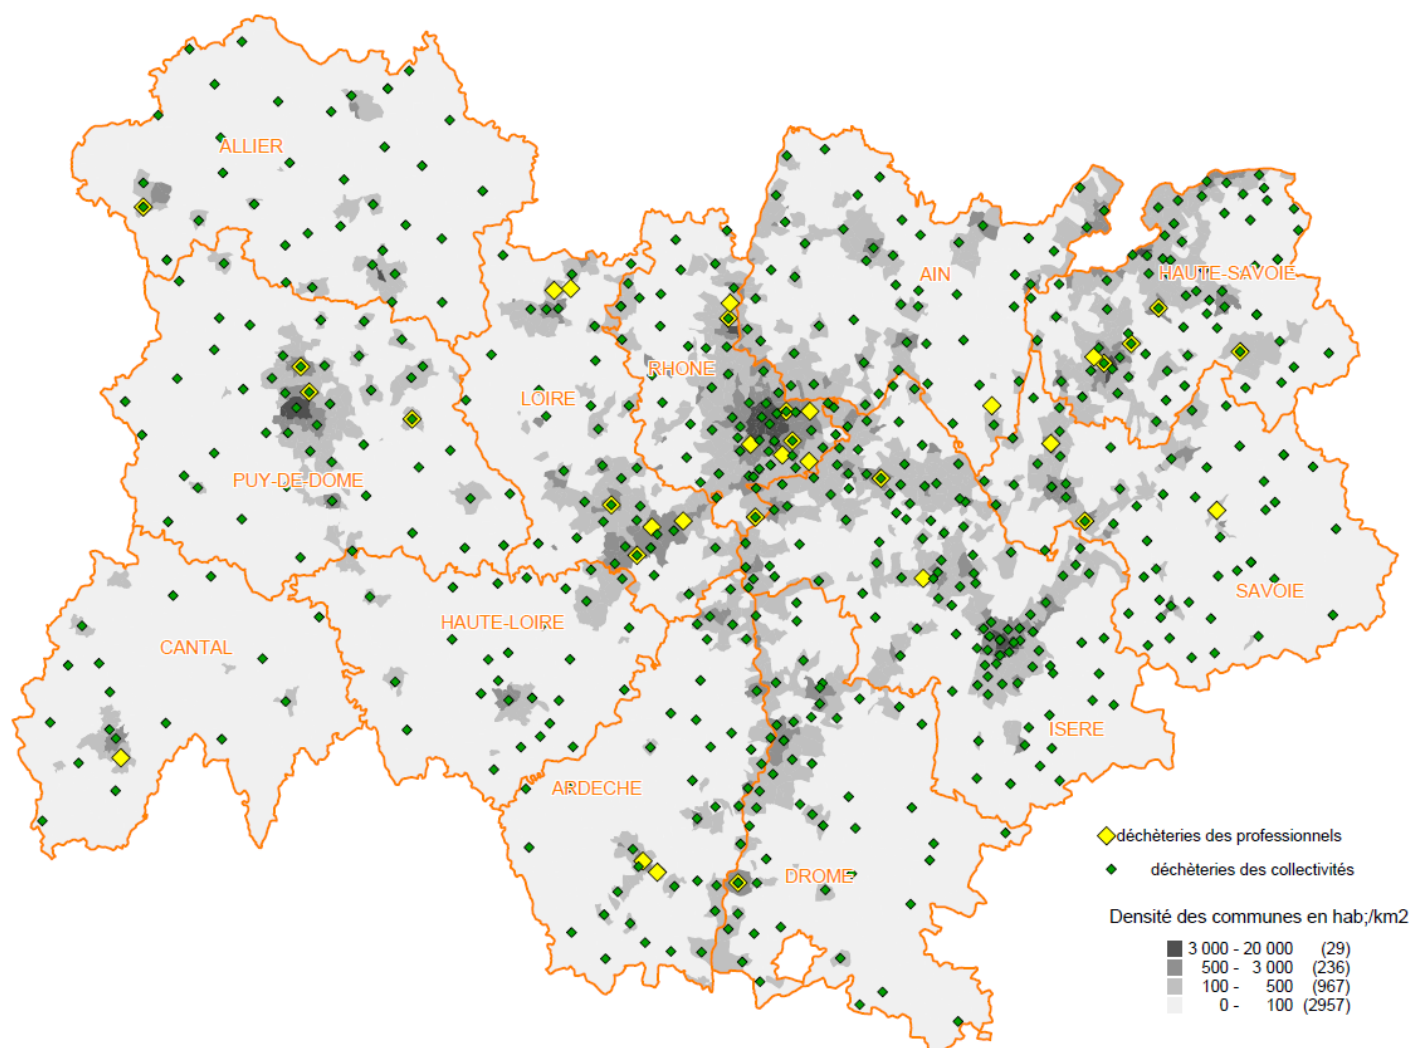 ALLIER
AIN
HAUTE-SAVOIE
RHONE
LOIRE
PUY-DE-DOME
SAVOIE
HAUTE-LOIRE
CANTAL
ISERE
ARDECHE
DROME
déchèteries des professionnels
déchèteries des collectivités
Densité des communes en hab;/km2
3 000 - 20 000 (29)
500 - 3 000 (236)
100 - 500 (967)
0 - 100 (2957)